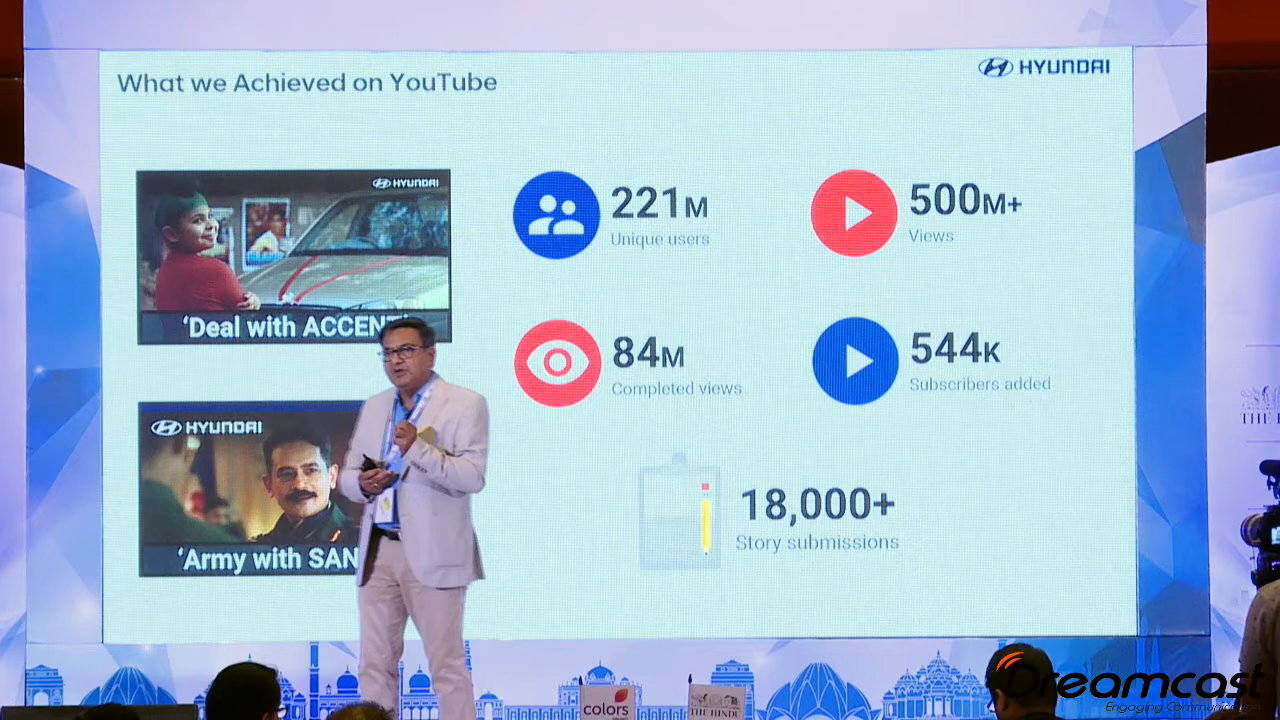 What we Achieved on YouTube
HYUNDAI
HYUNDAI
'Deal with ACCENT'
221M
Unique users
500M+
Views
84M
Completed views
544K
Subscribers added
HYUNDAI
'Army with SAN
18,000+
Story submissions
THE
colors
THE HINDU
Dreamcast
Engaging Communication